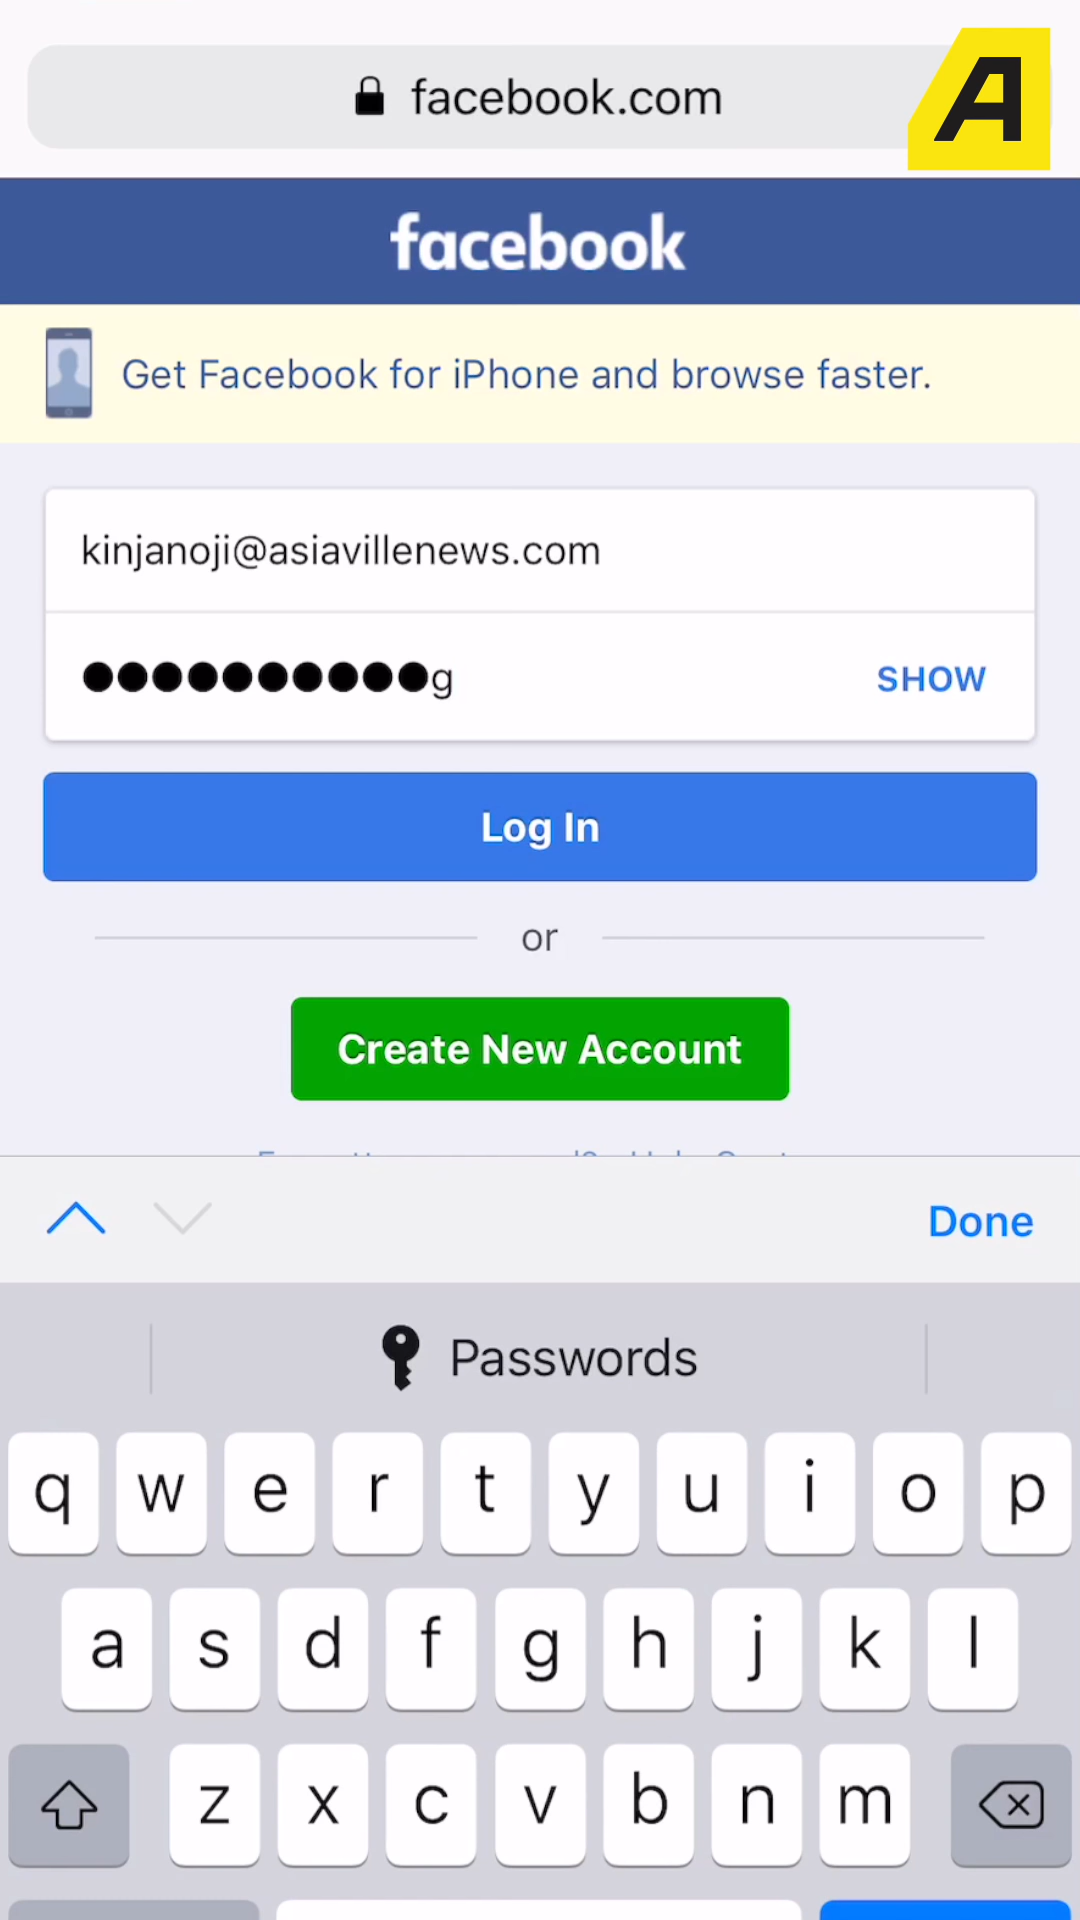 facebook.com
A
facebook
Get Facebook for iPhone and browse faster.
kinjanoji@asiavillenews.com
●●●●●●●●●●g
SHOW
Log In
or
Create New Account
Done
Passwords
q w e r t y u i o p
a s d f g h j k l
z x c v b n m